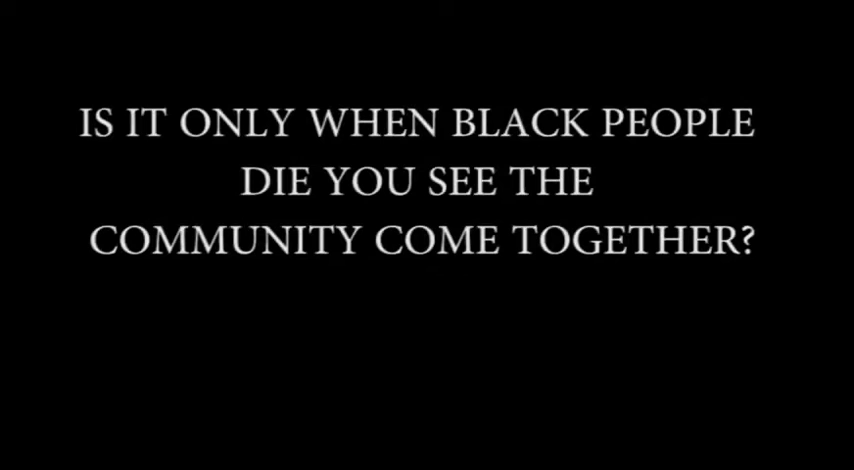 IS IT ONLY WHEN BLACK PEOPLE
DIE YOU SEE THE
COMMUNITY COME TOGETHER?